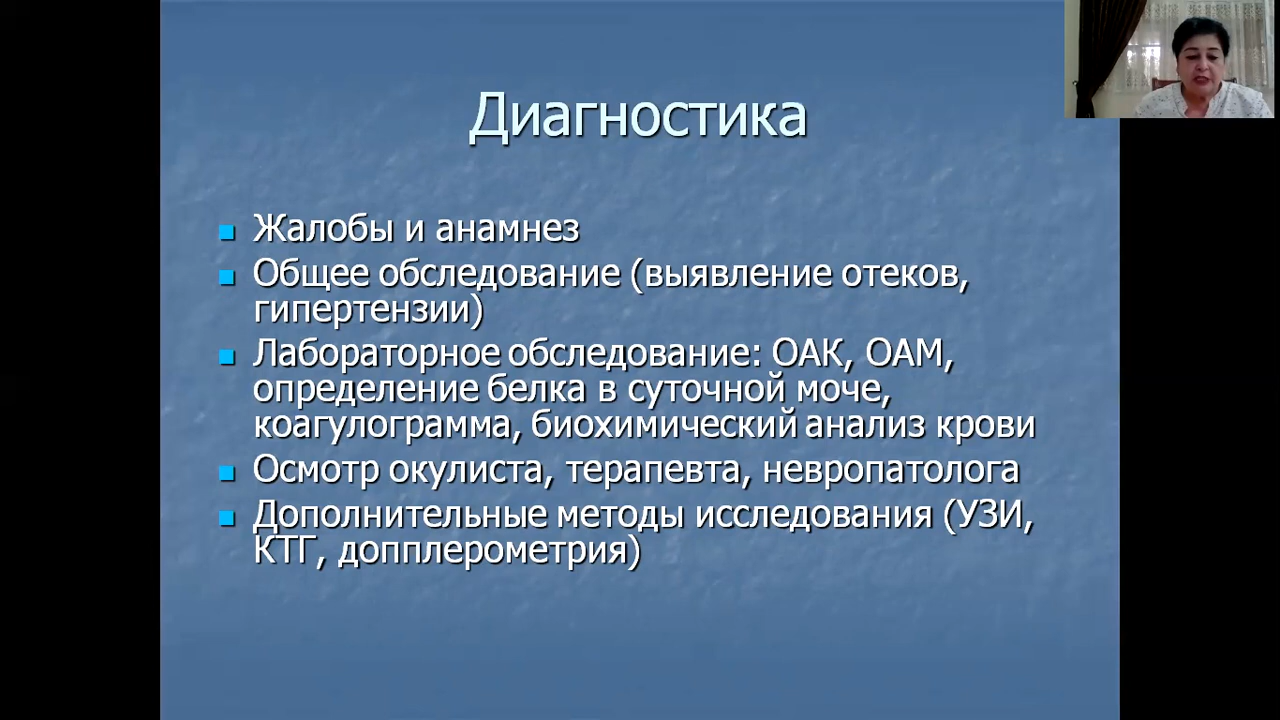 Диагностика
Жалобы и анамнез
Общее обследование (выявление отеков,
гипертензии)
Лабораторное обследование: ОАК, ОАМ,
определение белка в суточной моче,
коагулограмма, биохимический анализ крови
Осмотр окулиста, терапевта, невропатолога
Дополнительные методы исследования (УЗИ,
КТГ, допплерометрия)